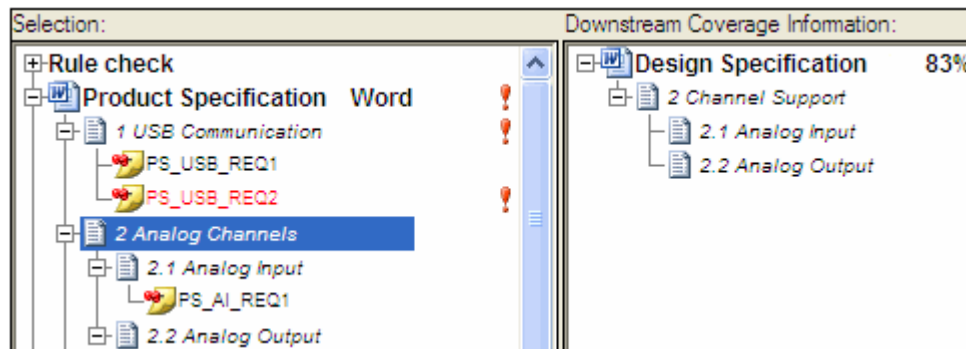 Selection:
Rule check
Product Specification Word
1 USB Communication
PS_USB_REQ1
PS_USB_REQ2
2 Analog Channels
2.1 Analog Input
PS_AI_REQ1
2.2 Analog Output
Downstream Coverage Information:
Design Specification 83%
2 Channel Support
2.1 Analog Input
2.2 Analog Output